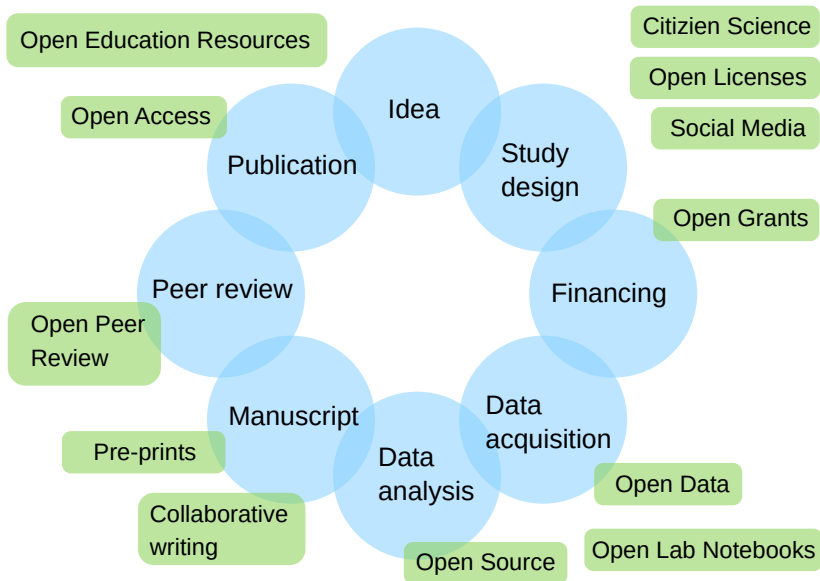 Open Education Resources
Citizien Science
Open Licenses
Social Media
Open Access
Idea
Publication
Study
design
Open Grants
Peer review
Financing
Open Peer
Review
Manuscript
Data
acquisition
Pre-prints
Data
analysis
Open Data
Collaborative
writing
Open Source
Open Lab Notebooks